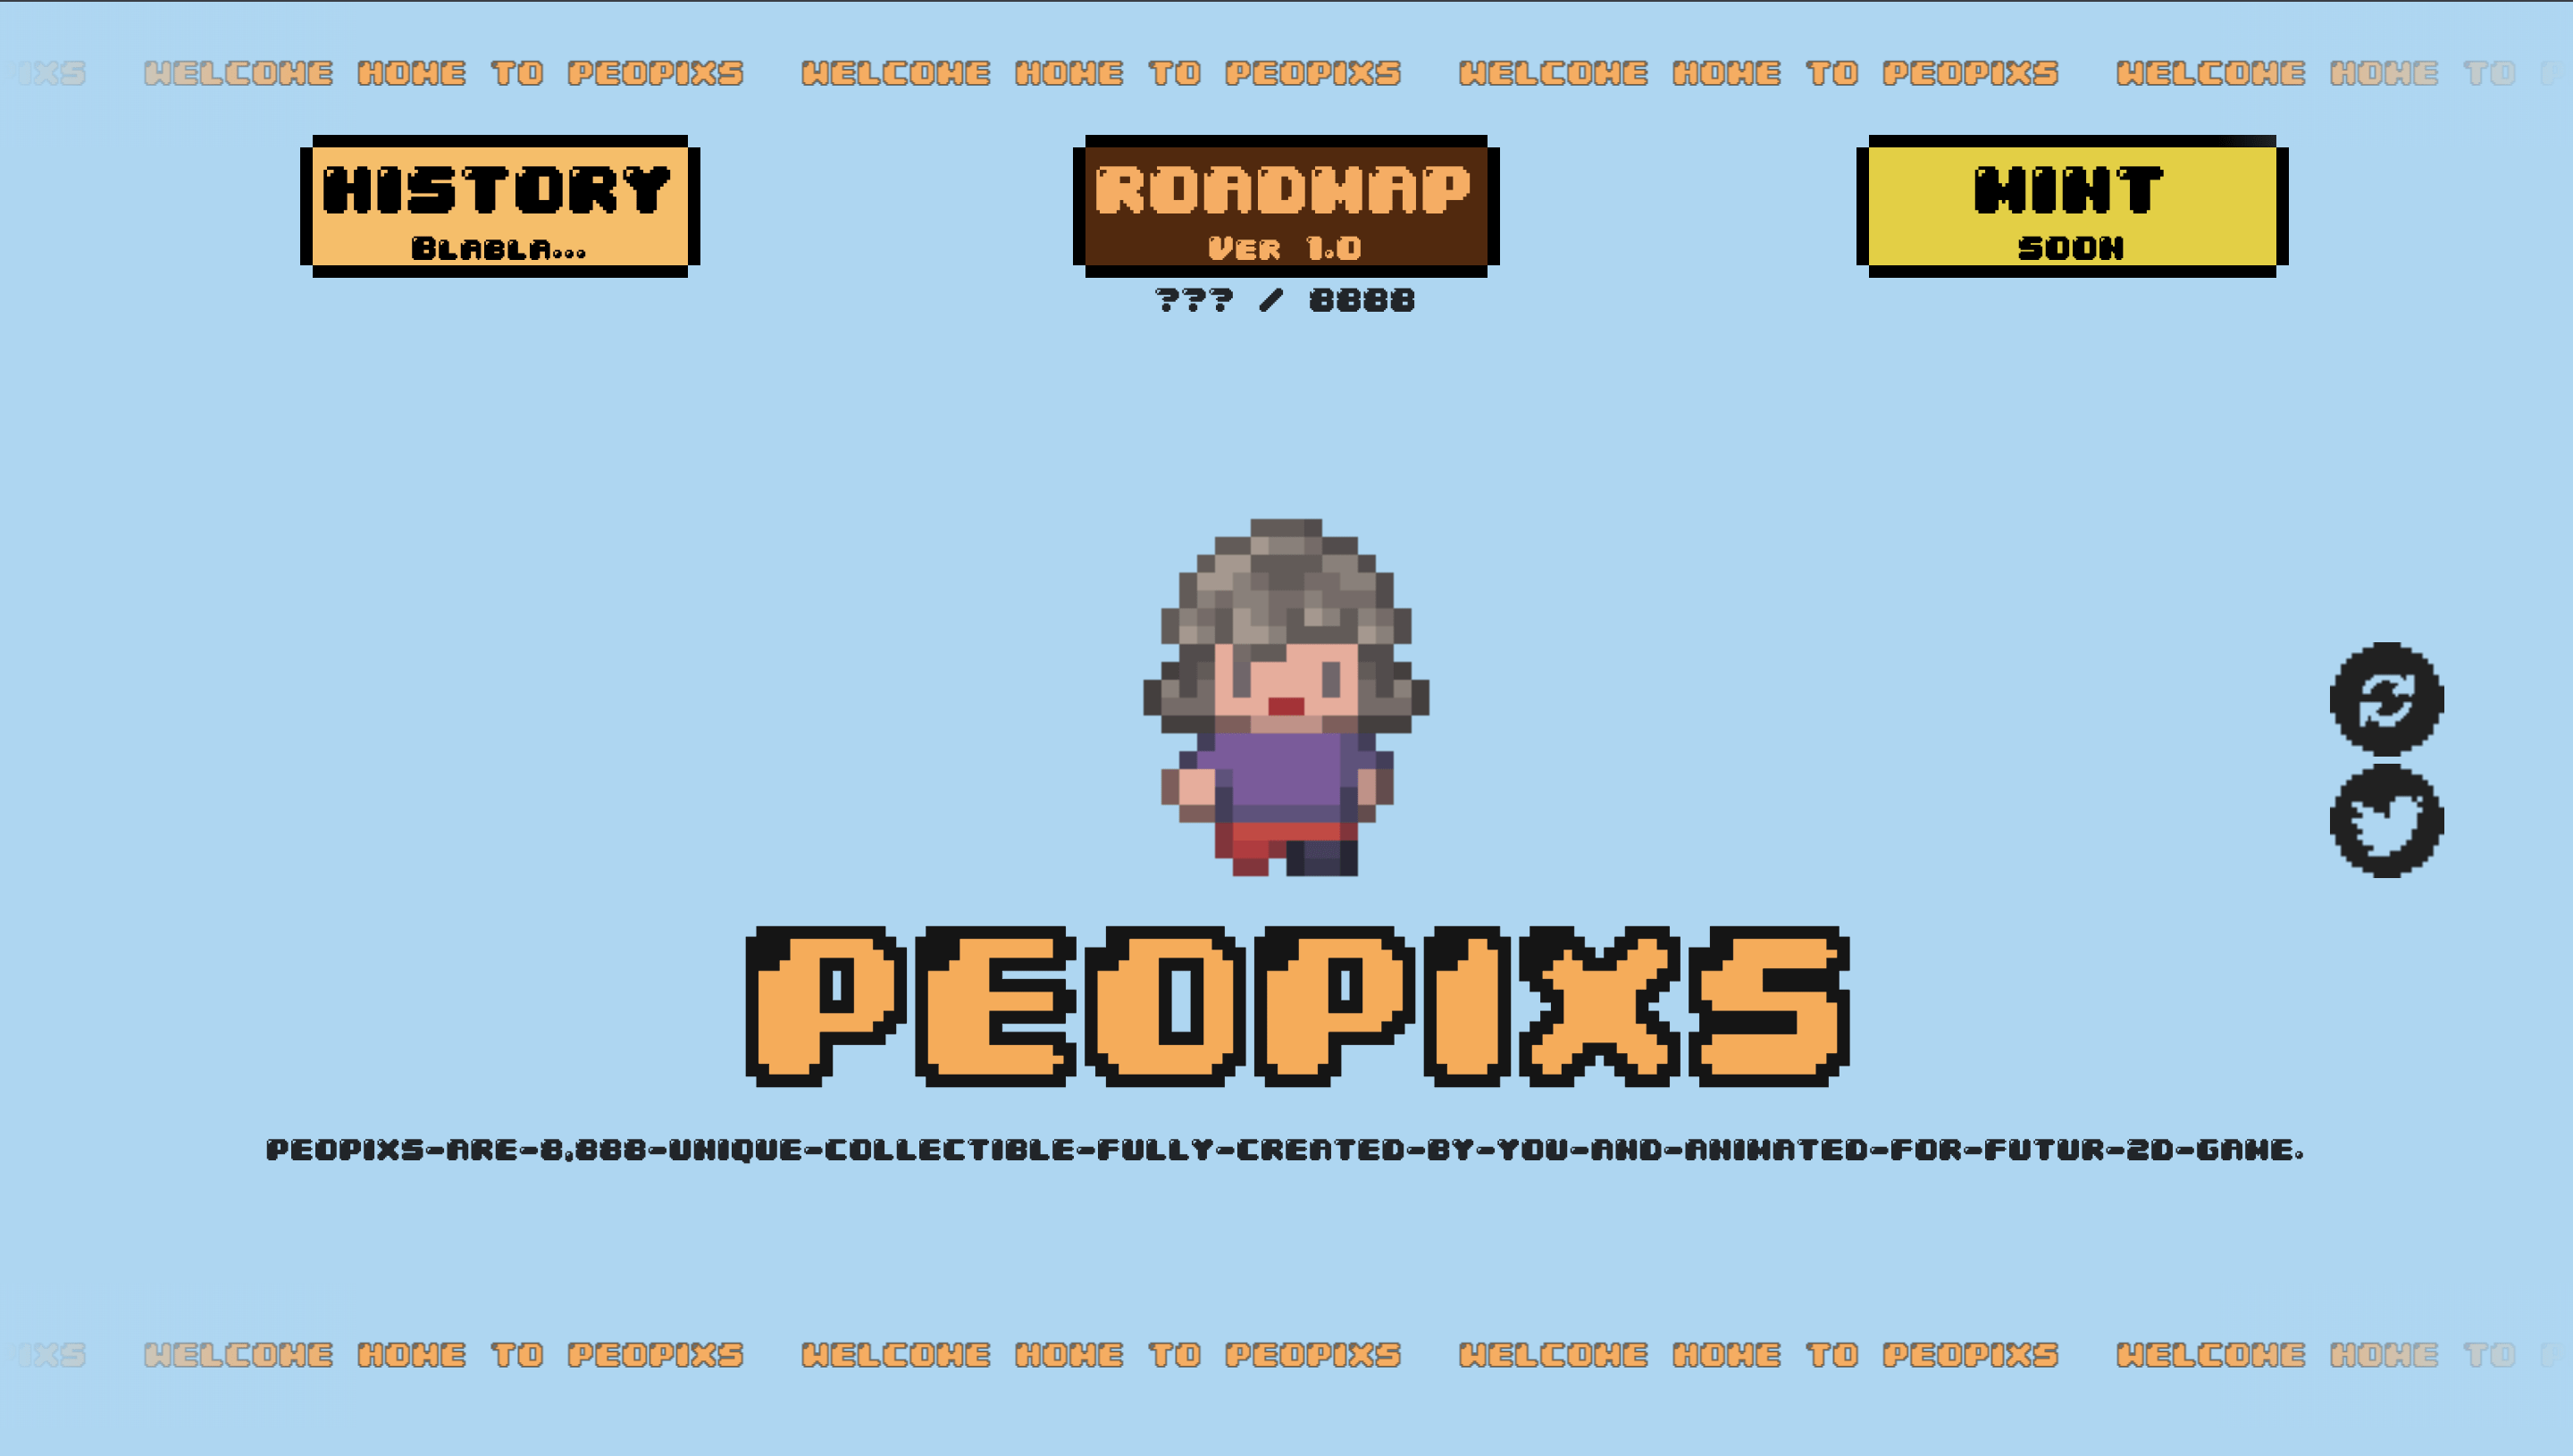 WELCOME HOME TO PEOPIXS WELCOME HOME TO PEOPIXS WELCOME HOME TO PEOPIXS WELCOME HOME TO
HISTORY
Blabla...
ROADMAP
Ver 1.0
MINT
SOON
??? / 8888
PEOPIXS
PEOPIXS-ARE-8,888-UNIQUE-COLLECTIBLE-FULLY-CREATED-BY-YOU-AND-ANIMATED-FOR-FUTUR-2D-GAME.
WELCOME HOME TO PEOPIXS WELCOME HOME TO PEOPIXS WELCOME HOME TO PEOPIXS WELCOME HOME TO